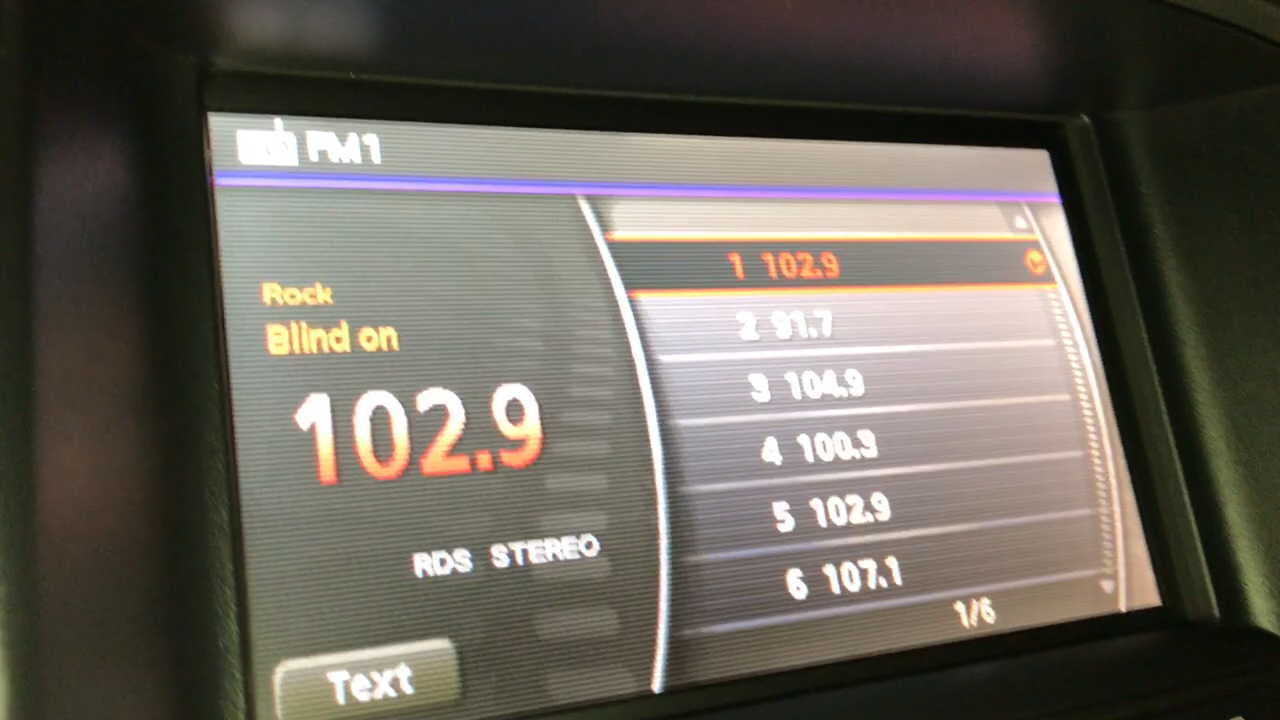 FM1
Rock
Blind on
102.9
RDS STEREO
Text
1 102.9
2 91.7
3 104.9
4 100.3
5 102.9
6 107.1
1/6